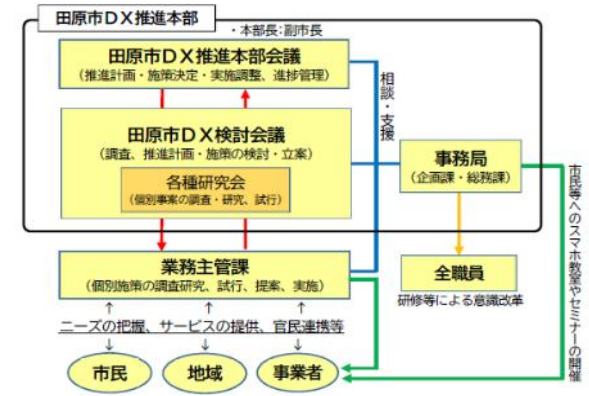 田原市DX推進本部
・本部長：副市長
田原市DX推進本部会議
（推進計画・施策決定・実施調整、進捗管理）
相談・支援
田原市DX検討会議
（調査、推進計画・施策の検討・立案）
各種研究会
（個別事案の調査・研究、試行）
事務局
（企画課・総務課）
市民等へのスマホ教室やセミナーの開催
業務主管課
（個別施策の調査研究、試行、提案、実施）
全職員
研修等による意識改革
ニーズの把握、サービスの提供、官民連携等
市民
地域
事業者